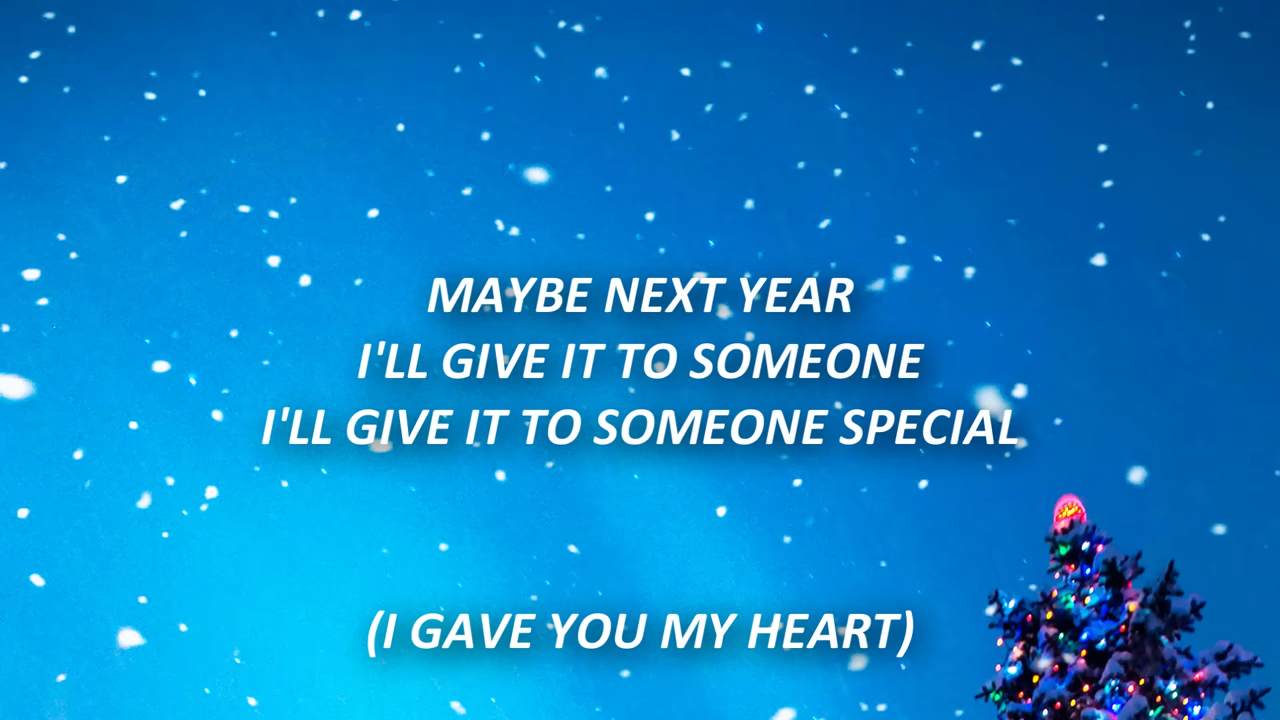 MAYBE NEXT YEAR
I'LL GIVE IT TO SOMEONE
I'LL GIVE IT TO SOMEONE SPECIAL
(I GAVE YOU MY HEART)